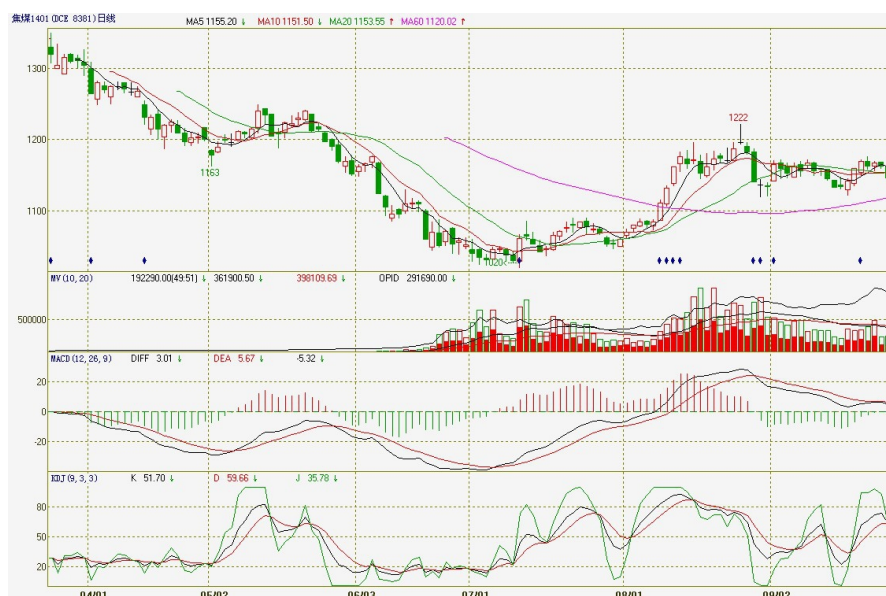 焦煤1401(DCE 8381)日线 MA5 1155.20 ↓ MA10 1151.50 ↓ MA20 1153.55 ↑ MA60 1120.02 ↑
1300
1222
1200
1163
1100
1020
MV(10,20) 192290.00[49:51] ↓ 361900.50 ↓ 398109.69 ↓ OPID 291690.00 ↓
500000
MACD(12,26,9) DIFF 3.01 ↓ DEA 5.67 ↓ -5.32 ↓
20
0
-20
KDJ(9,3,3) K 51.70 ↓ D 59.66 ↓ J 35.78 ↓
80
50
20
04/01 05/02 06/03 07/01 08/01 09/02